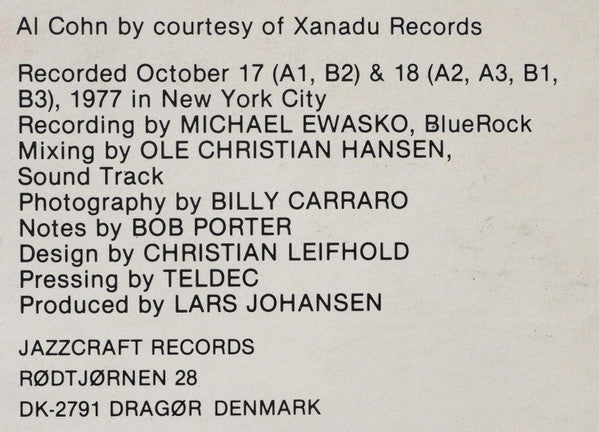 Al Cohn by courtesy of Xanadu Records
Recorded October 17 (A1, B2) & 18 (A2, A3, B1,
B3), 1977 in New York City
Recording by MICHAEL EWASKO, BlueRock
Mixing by OLE CHRISTIAN HANSEN,
Sound Track
Photography by BILLY CARRARO
Notes by BOB PORTER
Design by CHRISTIAN LEIFHOLD
Pressing by TELDEC
Produced by LARS JOHANSEN
JAZZCRAFT RECORDS
RØDTJØRNEN 28
DK-2791 DRAGØR DENMARK